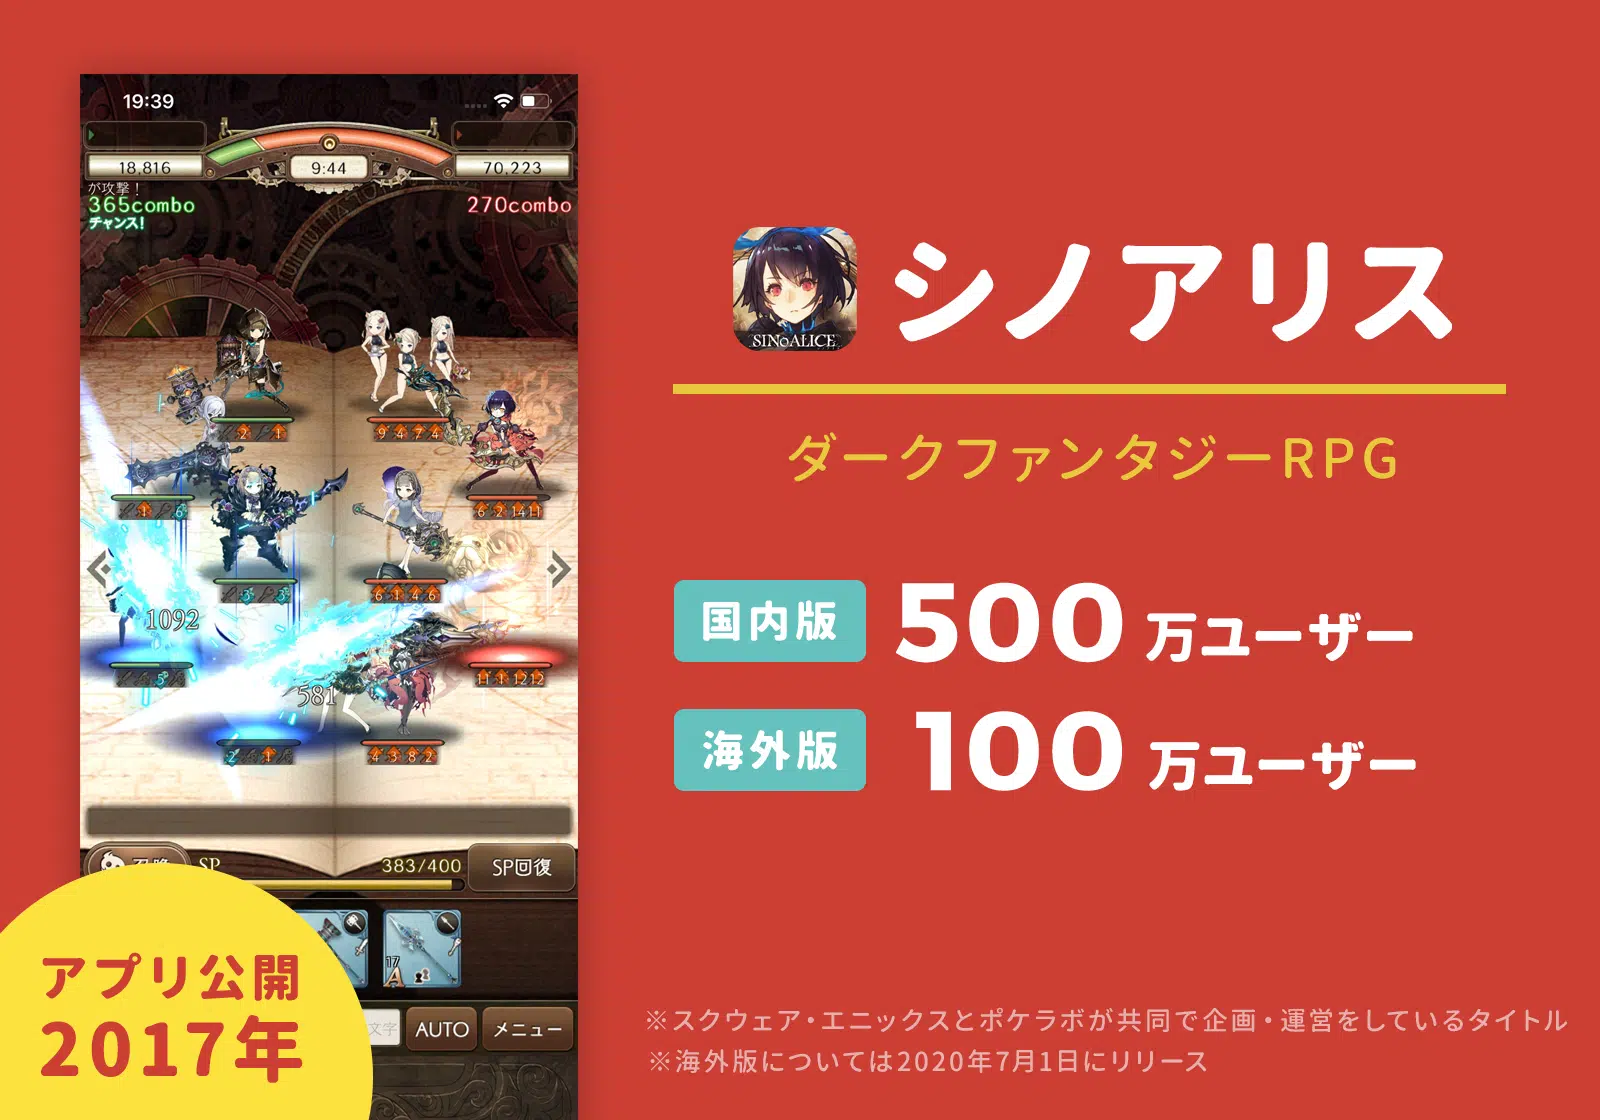 19:39
18,816
9:44
70,223
が攻撃！
365combo
270combo
チャンス!
2 1
9 4 7 4
1 6
6 2 14 11
3 3
6 1 4 6
1092
5
11 1 12 12
581
2 1
4 3 8 2
SP
383/400
SP回復
17
A
文字
AUTO
メニュー
アプリ公開
2017年
SINoALICE
シノアリス
ダークファンタジーRPG
国内版
500万ユーザー
海外版
100万ユーザー
※スクウェア・エニックスとポケラボが共同で企画・運営をしているタイトル
※海外版については2020年7月1日にリリース